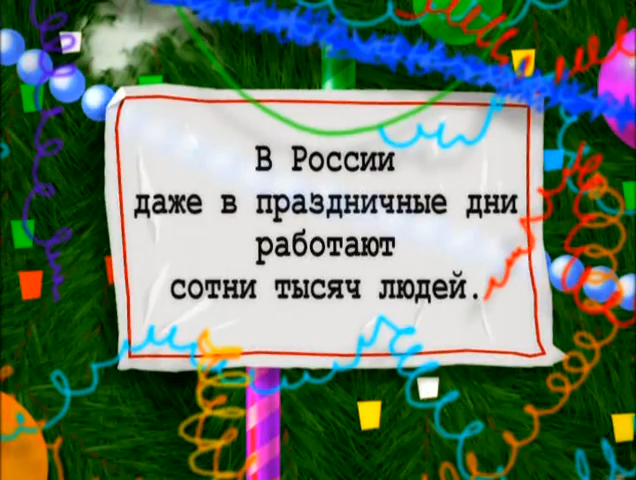 В России
даже в праздничные дни
работают
сотни тысяч людей.